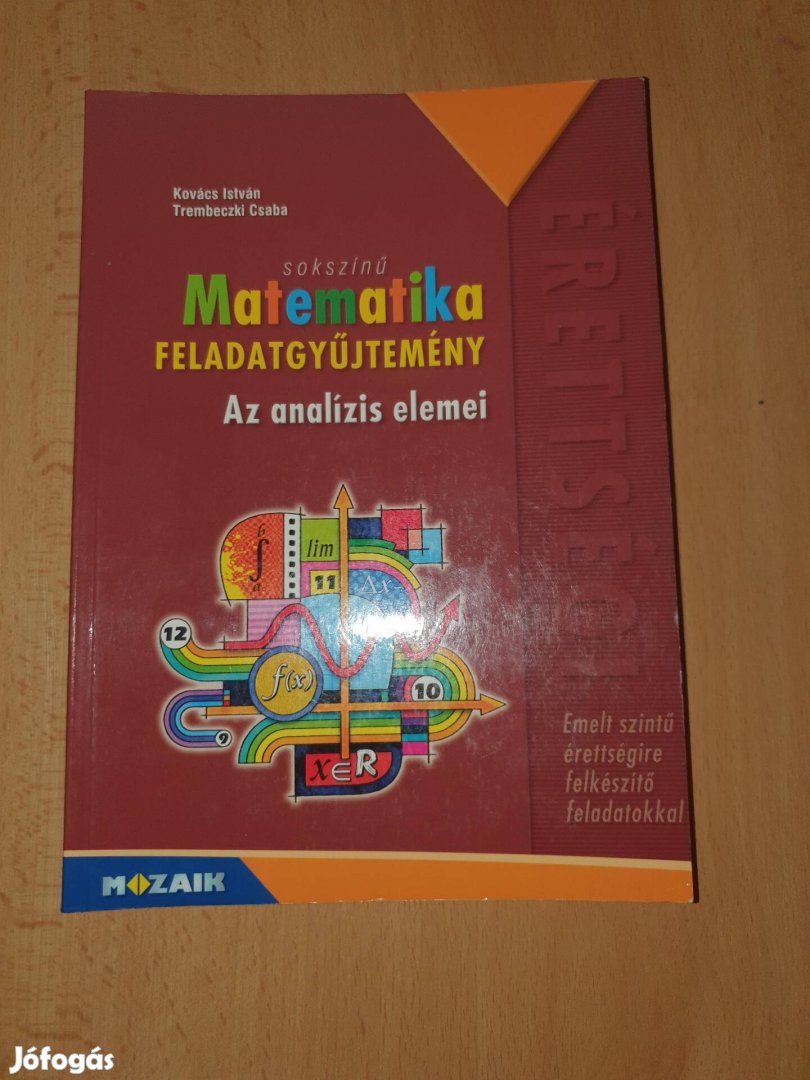 Kovács István
Trembeczki Csaba
sokszínű
Matematika
FELADATGYŰJTEMÉNY
Az analízis elemei
ÉRETTSÉGI
b
∫
a
lim
11
Δx→
12
f(x)
10
9
x∈R
Emelt szintű
érettségire
felkészítő
feladatokkal
MOZAIK
Jófogás